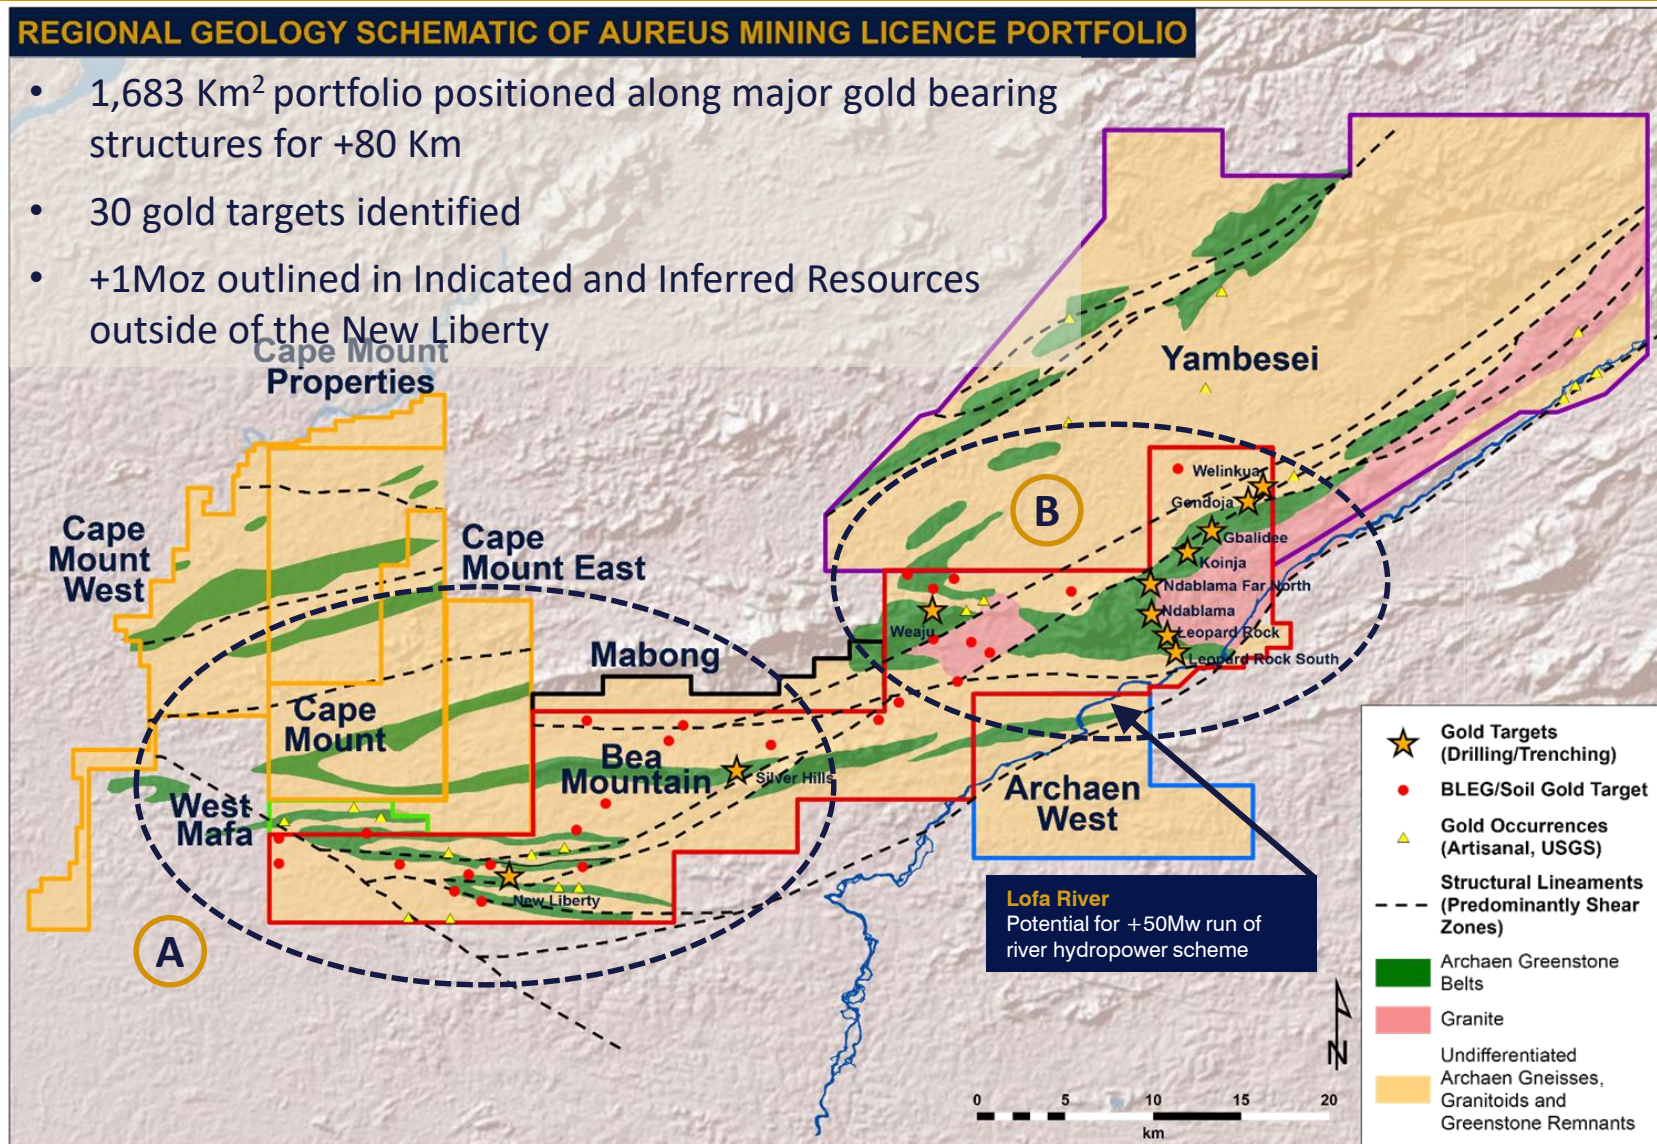 REGIONAL GEOLOGY SCHEMATIC OF AUREUS MINING LICENCE PORTFOLIO
• 1,683 Km² portfolio positioned along major gold bearing
structures for +80 Km
• 30 gold targets identified
• +1Moz outlined in Indicated and Inferred Resources
outside of the New Liberty
Cape Mount
Properties
Yambesei
Cape
Mount
West
Cape
Mount East
B
Welinkua
Gondoja
Gbalidee
Koinja
Ndablama Far North
Ndablama
Leopard Rock
Leopard Rock South
Weaju
Mabong
Cape
Mount
Bea
Mountain
Silver Hills
West
Mafa
New Liberty
Archaen
West
A
Lofa River
Potential for +50Mw run of
river hydropower scheme
Gold Targets
(Drilling/Trenching)
BLEG/Soil Gold Target
Gold Occurrences
(Artisanal, USGS)
Structural Lineaments
(Predominantly Shear
Zones)
Archaen Greenstone
Belts
Granite
Undifferentiated
Archaen Gneisses,
Granitoids and
Greenstone Remnants
N
0 5 10 15 20
km